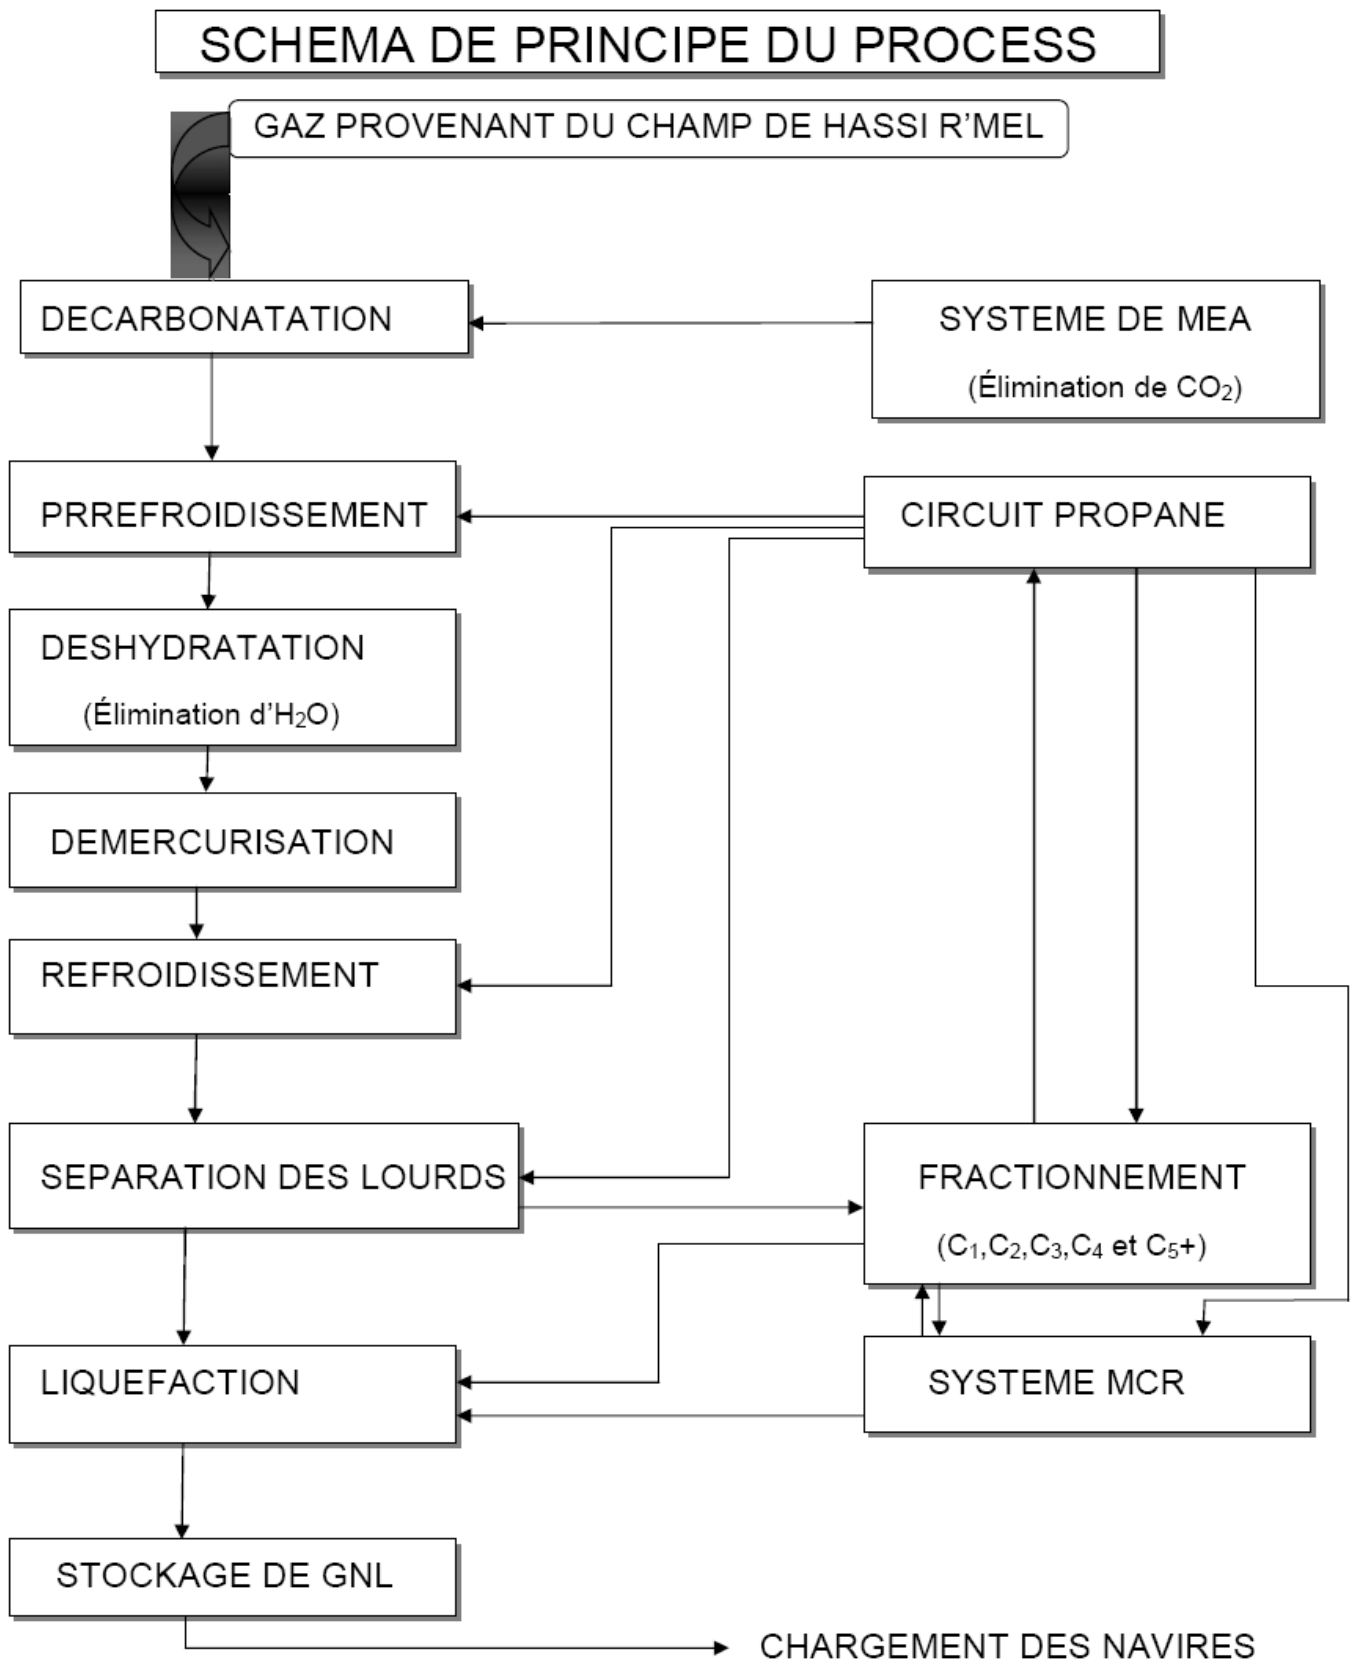 SCHEMA DE PRINCIPE DU PROCESS
GAZ PROVENANT DU CHAMP DE HASSI R’MEL
DECARBONATATION
SYSTEME DE MEA
(Élimination de CO₂)
PRREFROIDISSEMENT
CIRCUIT PROPANE
DESHYDRATATION
(Élimination d’H₂O)
DEMERCURISATION
REFROIDISSEMENT
SEPARATION DES LOURDS
FRACTIONNEMENT
(C₁,C₂,C₃,C₄ et C₅+)
LIQUEFACTION
SYSTEME MCR
STOCKAGE DE GNL
CHARGEMENT DES NAVIRES